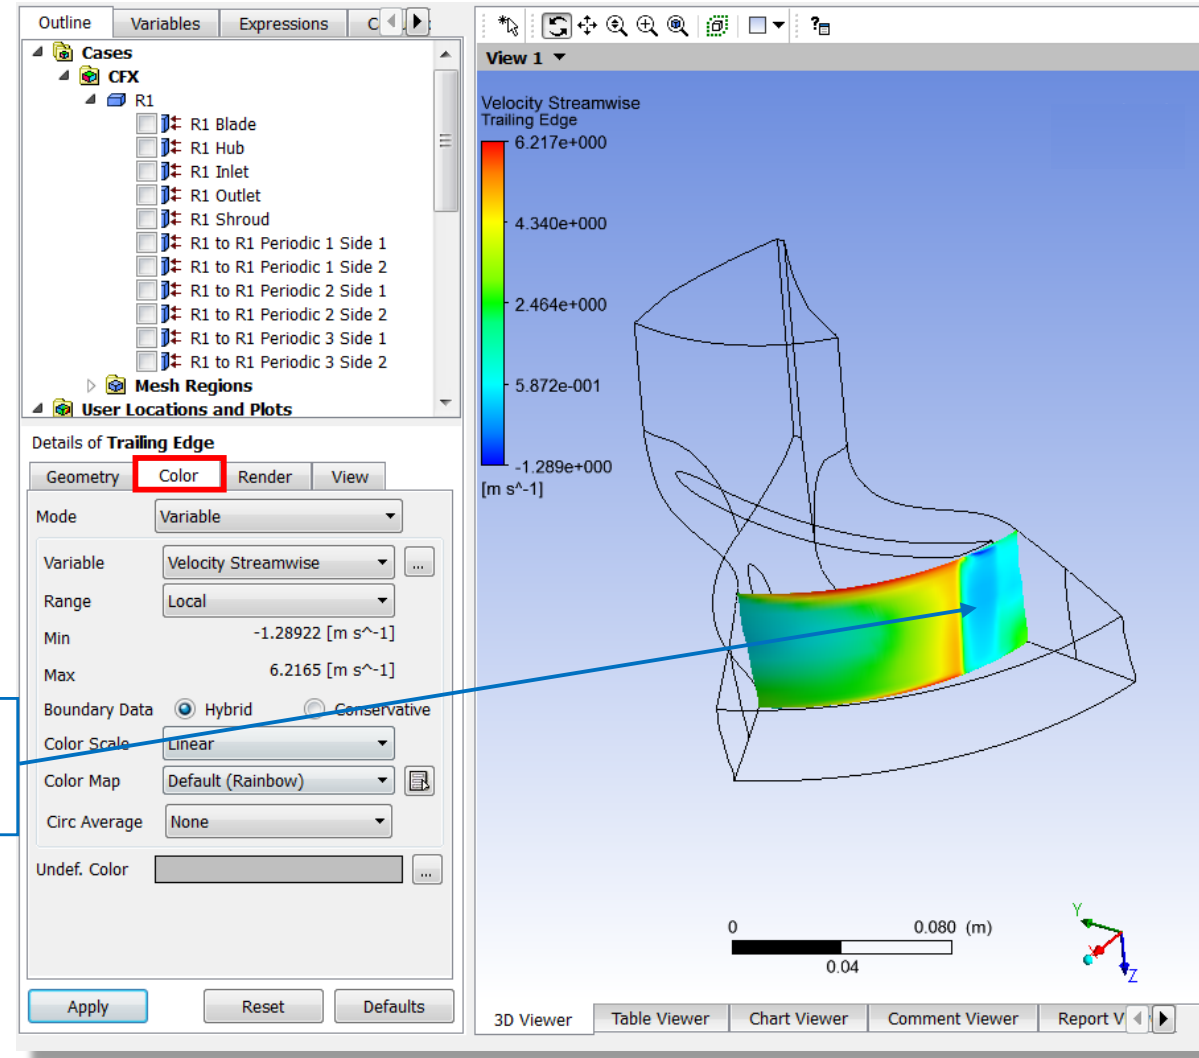 Outline Variables Expressions
View 1
Cases
CFX
R1
R1 Blade
R1 Hub
R1 Inlet
R1 Outlet
R1 Shroud
R1 to R1 Periodic 1 Side 1
R1 to R1 Periodic 1 Side 2
R1 to R1 Periodic 2 Side 1
R1 to R1 Periodic 2 Side 2
R1 to R1 Periodic 3 Side 1
R1 to R1 Periodic 3 Side 2
Mesh Regions
User Locations and Plots
Details of Trailing Edge
Geometry Color Render View
Mode Variable
Variable Velocity Streamwise ...
Range Local
Min -1.28922 [m s^-1]
Max 6.2165 [m s^-1]
Boundary Data Hybrid Conservative
Color Scale Linear
Color Map Default (Rainbow)
Circ Average None
Undef. Color ...
Apply Reset Defaults
Velocity Streamwise
Trailing Edge
6.217e+000
4.340e+000
2.464e+000
5.872e-001
-1.289e+000
[m s^-1]
0 0.080 (m)
0.04
Y
X
Z
3D Viewer Table Viewer Chart Viewer Comment Viewer Report V